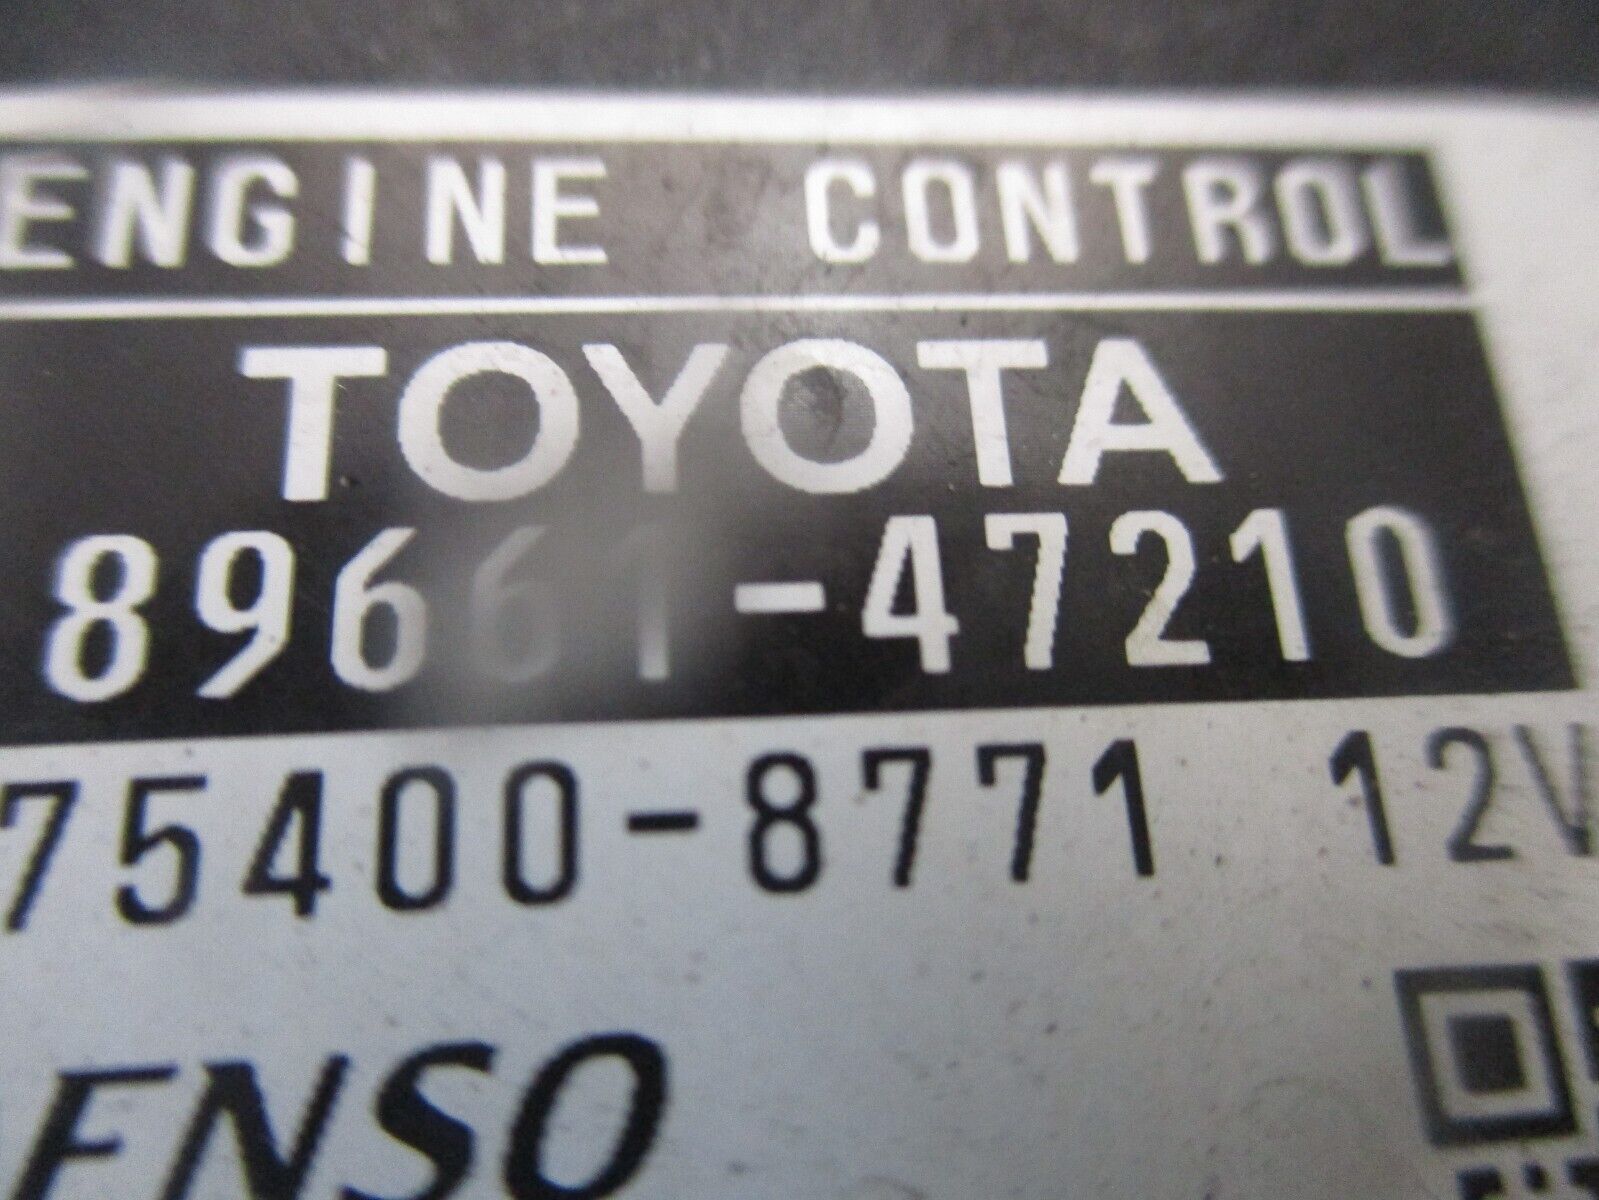 ENGINE CONTROL
TOYOTA
89661-47210
75400-8771 12V
ENSO